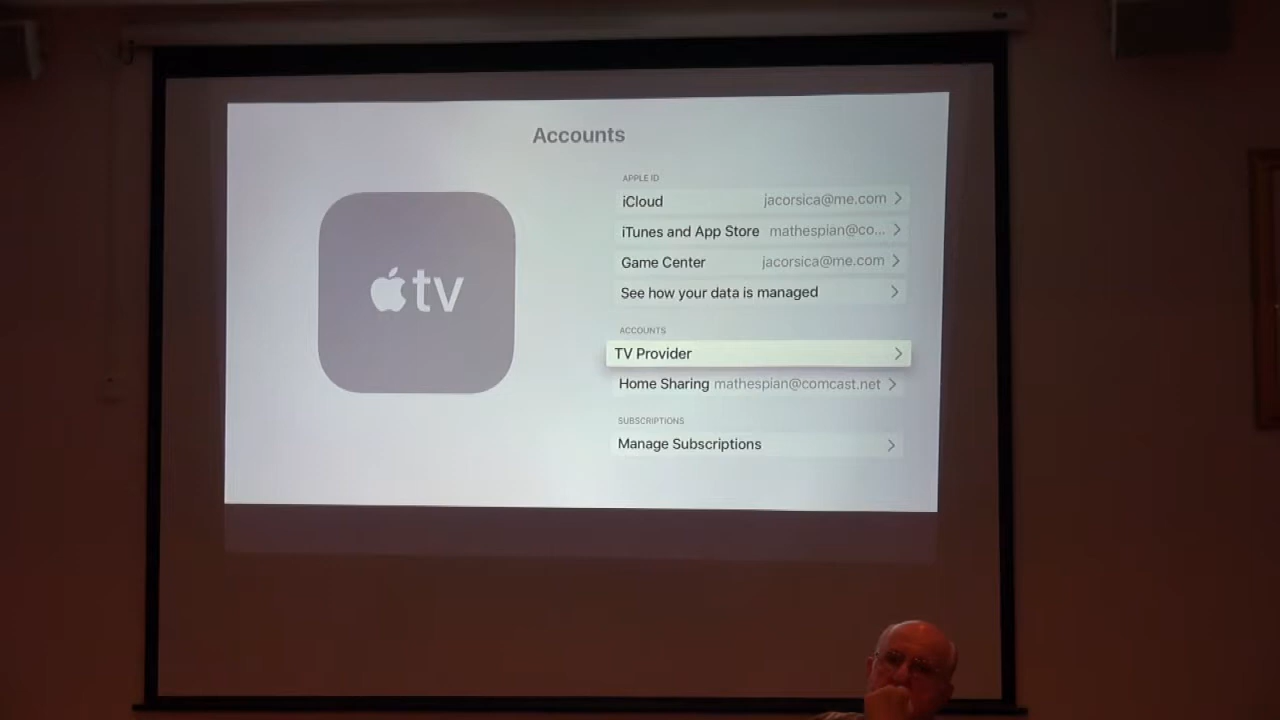 Accounts
tv
APPLE ID
iCloud jacorsica@me.com
iTunes and App Store mathespian@co...
Game Center jacorsica@me.com
See how your data is managed
ACCOUNTS
TV Provider
Home Sharing mathespian@comcast.net
SUBSCRIPTIONS
Manage Subscriptions